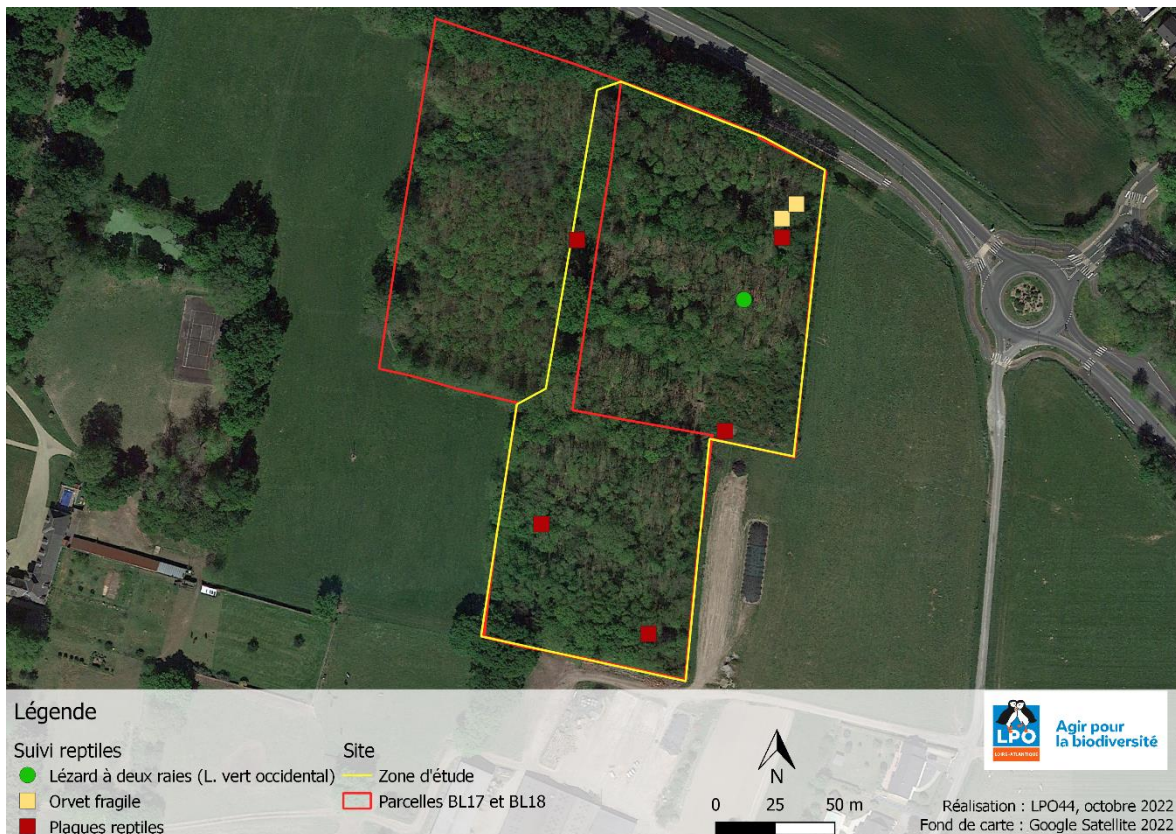 Légende
Suivi reptiles
Lézard à deux raies (L. vert occidental)
Orvet fragile
Plaques reptiles
Site
Zone d'étude
Parcelles BL17 et BL18
N
0 25 50 m
LPO
LOIRE-ATLANTIQUE
Agir pour
la biodiversité
Réalisation : LPO44, octobre 2022
Fond de carte : Google Satellite 2022